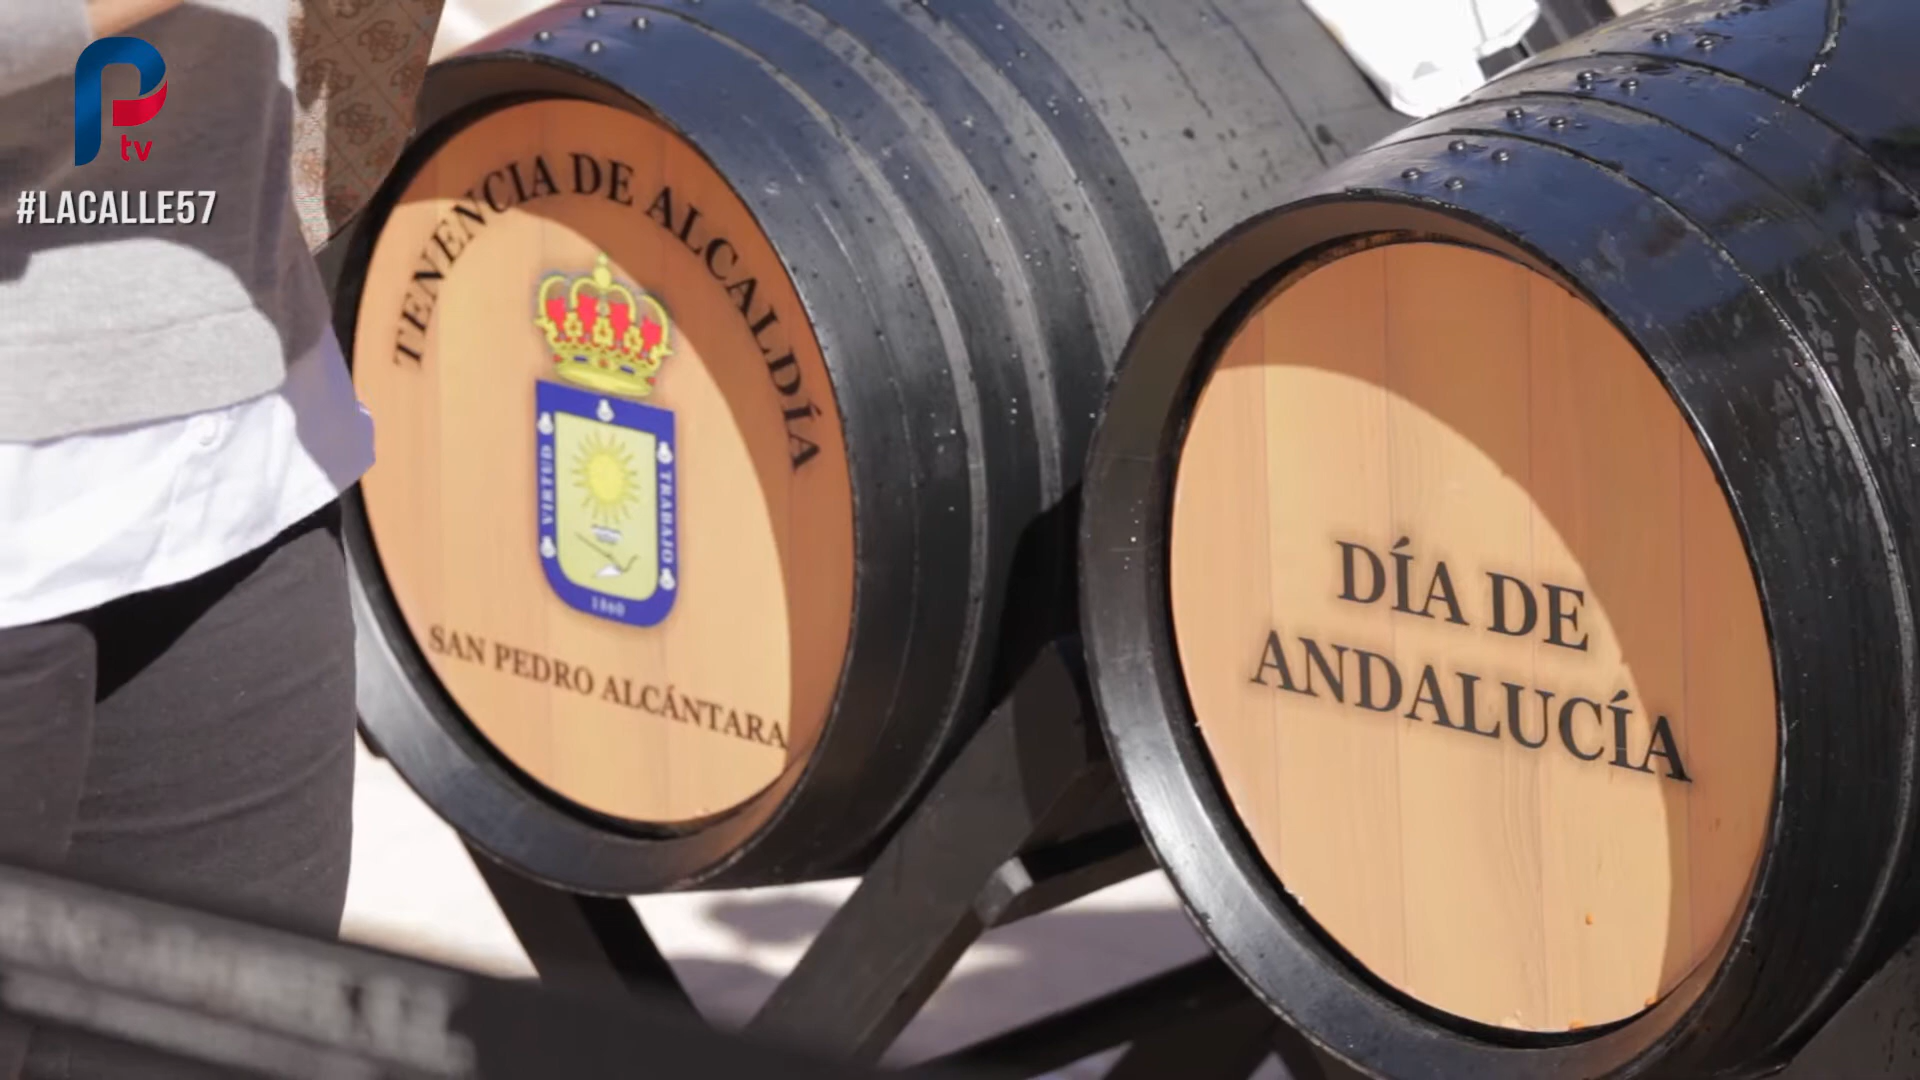 P
tv
#LACALLE57
TENENCIA DE ALCALDÍA
VIRTUD
TRABAJO
1860
SAN PEDRO ALCÁNTARA
DÍA DE
ANDALUCÍA